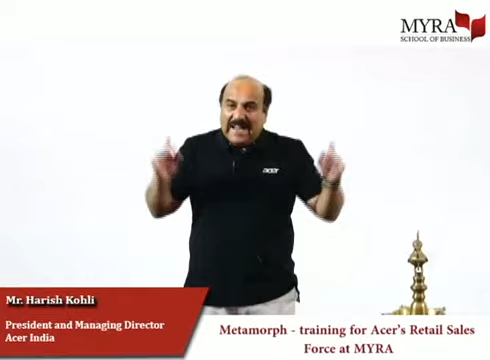 MYRA
SCHOOL OF BUSINESS
acer
Mr. Harish Kohli
President and Managing Director
Acer India
Metamorph - training for Acer's Retail Sales
Force at MYRA